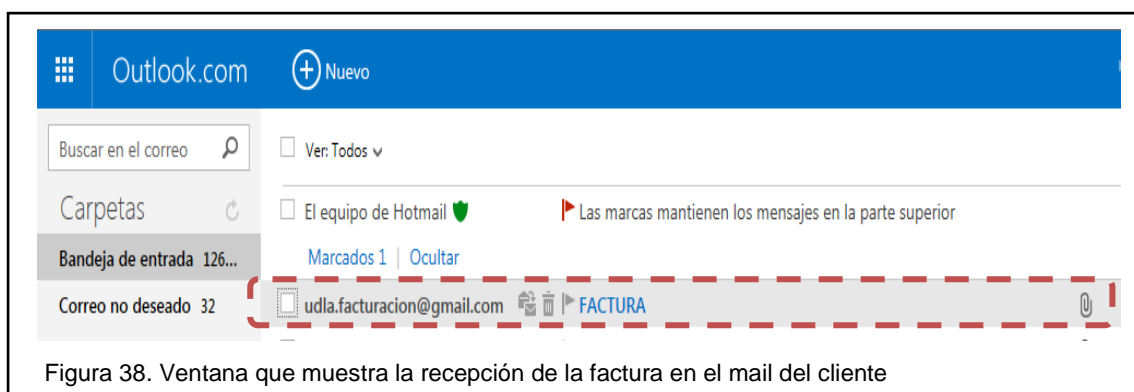 Outlook.com Nuevo
Buscar en el correo Ver: Todos
Carpetas El equipo de Hotmail Las marcas mantienen los mensajes en la parte superior
Bandeja de entrada 126... Marcados 1 | Ocultar
Correo no deseado 32 udla.facturacion@gmail.com FACTURA
Figura 38. Ventana que muestra la recepción de la factura en el mail del cliente